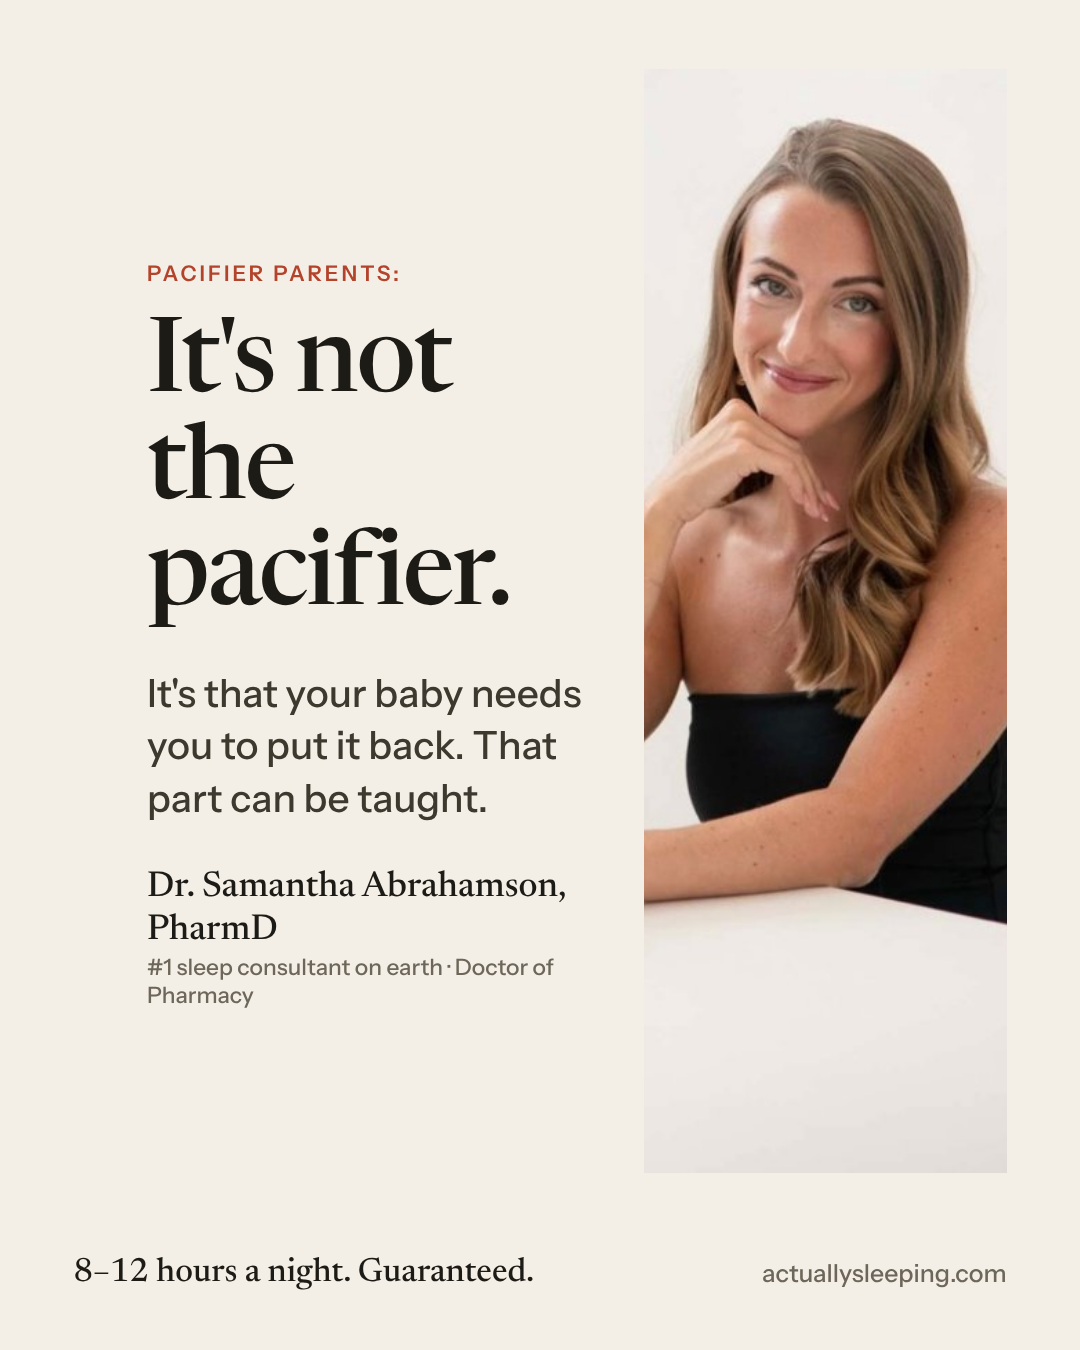 PACIFIER PARENTS:
It's not
the
pacifier.
It's that your baby needs
you to put it back. That
part can be taught.
Dr. Samantha Abrahamson,
PharmD
#1 sleep consultant on earth · Doctor of
Pharmacy
8–12 hours a night. Guaranteed.
actuallysleeping.com